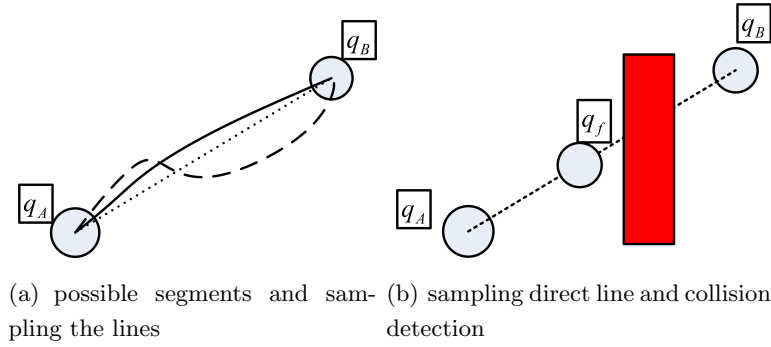 q_B
q_A
q_B
q_f
q_A
(a) possible segments and sam-
pling the lines
(b) sampling direct line and collision
detection